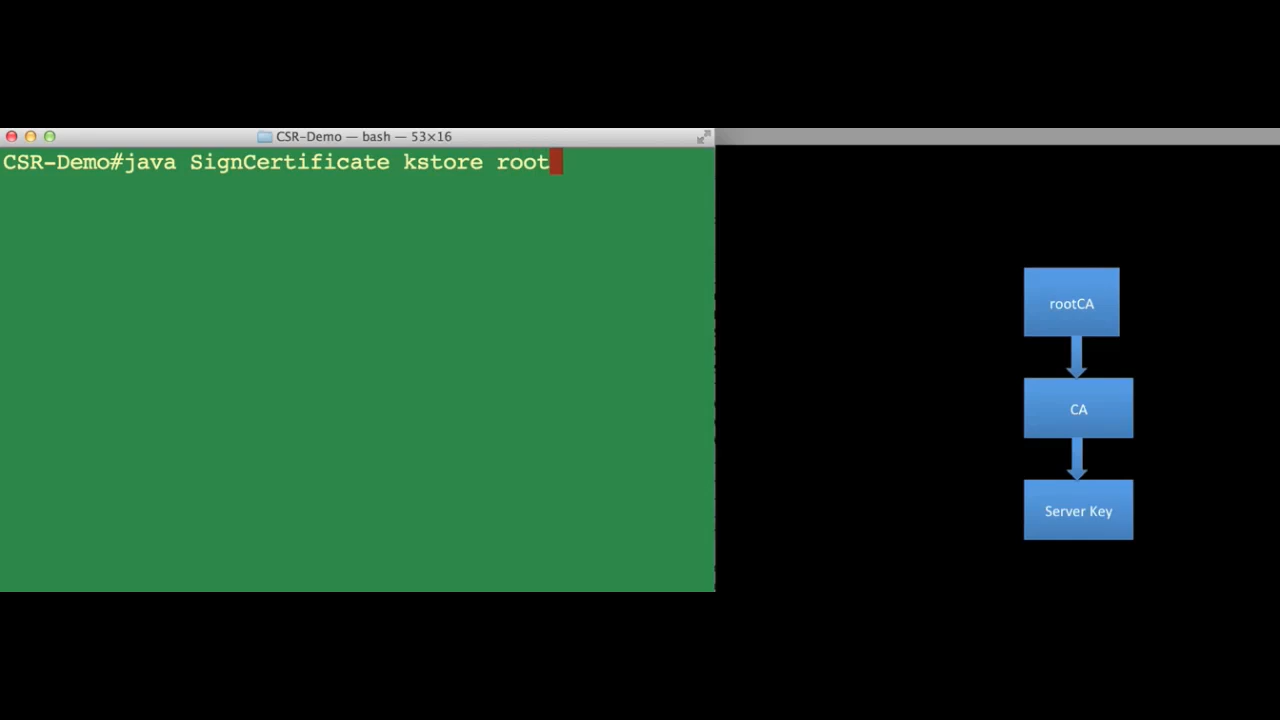 CSR-Demo — bash — 53×16
CSR-Demo#java SignCertificate kstore root
rootCA
CA
Server Key